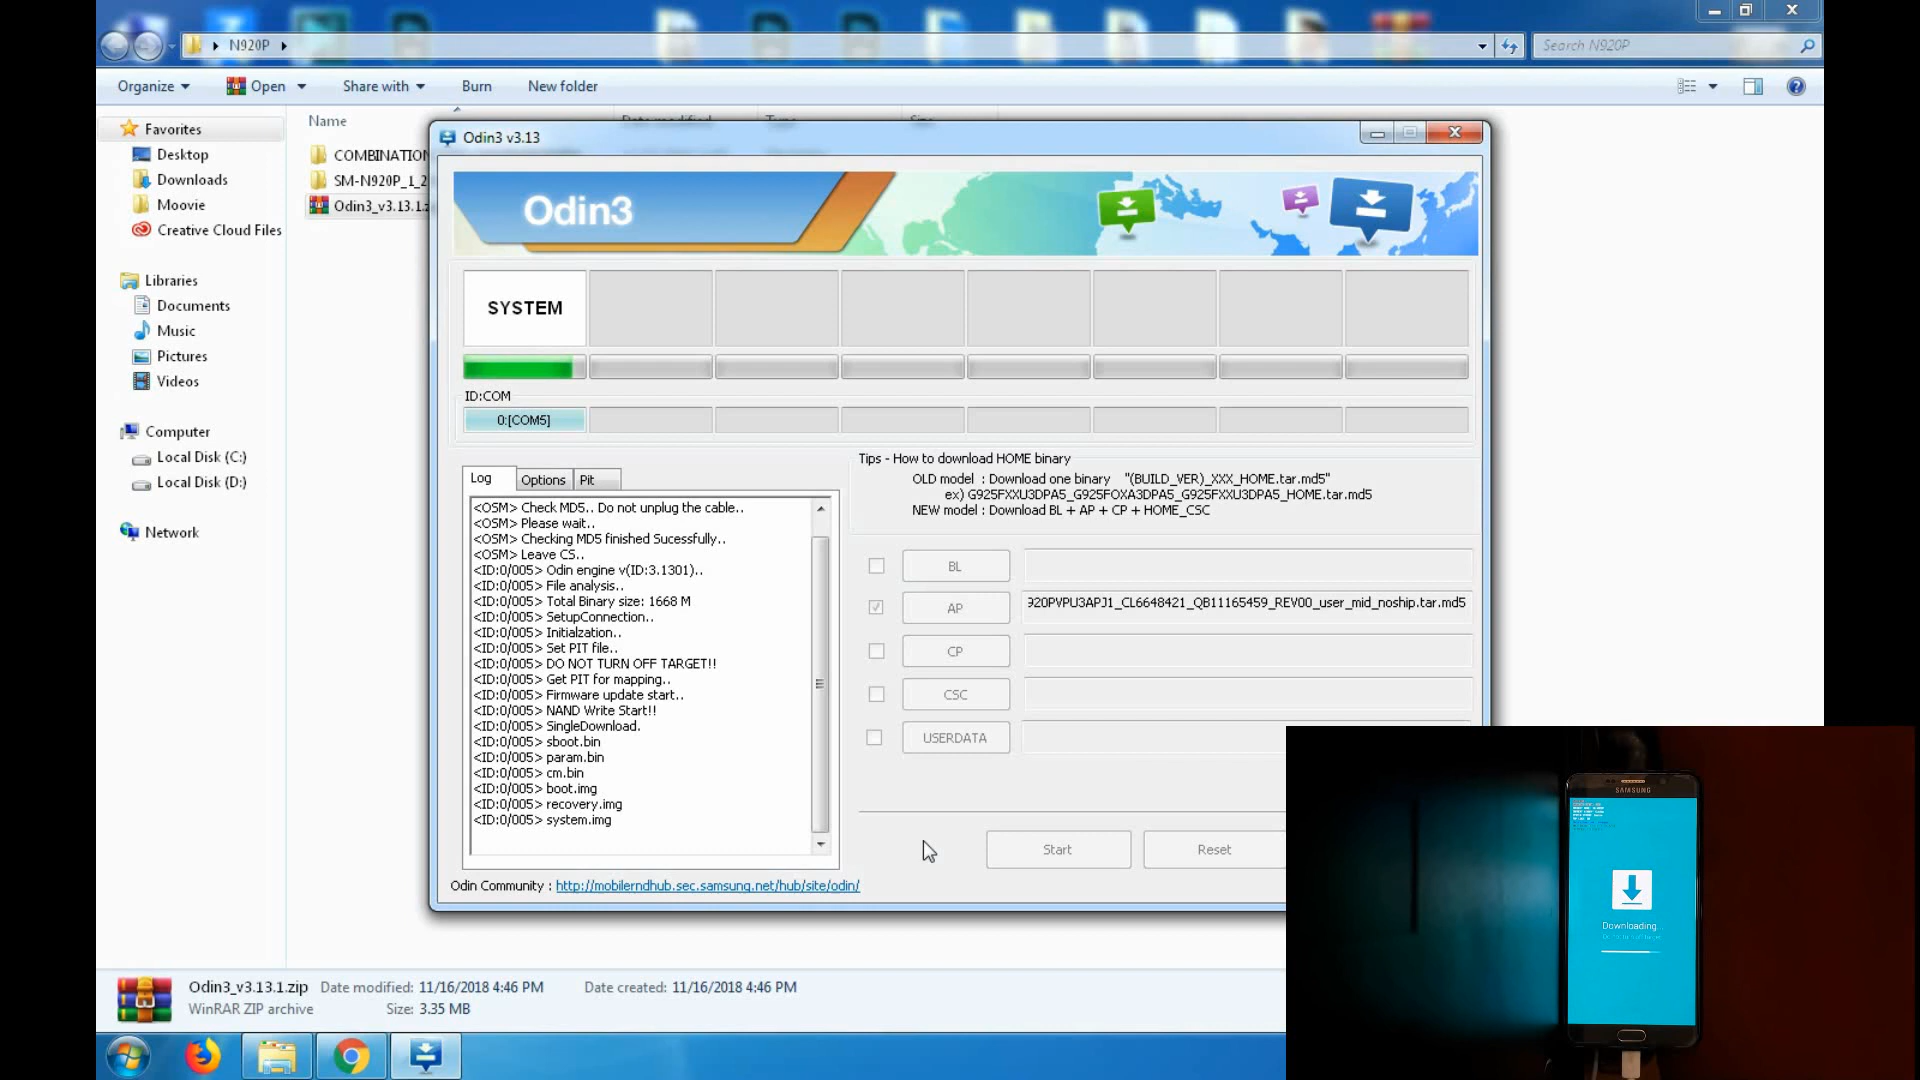 N920P
Search N920P
Organize
Open
Share with
Burn
New folder
Favorites
Desktop
Downloads
Moovie
Creative Cloud Files
Libraries
Documents
Music
Pictures
Videos
Computer
Local Disk (C:)
Local Disk (D:)
Network
Name
Date modified
Type
Size
COMBINATION
SM-N920P_1_2
Odin3_v3.13.1.z
Odin3 v3.13
Odin3
SYSTEM
ID:COM
0:[COM5]
Log
Options
Pit
<OSM> Check MD5.. Do not unplug the cable..
<OSM> Please wait..
<OSM> Checking MD5 finished Sucessfully..
<OSM> Leave CS..
<ID:0/005> Odin engine v(ID:3.1301)..
<ID:0/005> File analysis..
<ID:0/005> Total Binary size: 1668 M
<ID:0/005> SetupConnection..
<ID:0/005> Initialzation..
<ID:0/005> Set PIT file..
<ID:0/005> DO NOT TURN OFF TARGET!!
<ID:0/005> Get PIT for mapping..
<ID:0/005> Firmware update start..
<ID:0/005> NAND Write Start!!
<ID:0/005> SingleDownload.
<ID:0/005> sboot.bin
<ID:0/005> param.bin
<ID:0/005> cm.bin
<ID:0/005> boot.img
<ID:0/005> recovery.img
<ID:0/005> system.img
Tips - How to download HOME binary
OLD model : Download one binary "(BUILD_VER)_XXX_HOME.tar.md5"
ex) G925FXXU3DPA5_G925FOXA3DPA5_G925FXXU3DPA5_HOME.tar.md5
NEW model : Download BL + AP + CP + HOME_CSC
BL
AP
920PVPU3APJ1_CL6648421_QB11165459_REV00_user_mid_noship.tar.md5
CP
CSC
USERDATA
Start
Reset
Odin Community : http://mobilerndhub.sec.samsung.net/hub/site/odin/
SAMSUNG
Downloading...
Odin3_v3.13.1.zip
Date modified: 11/16/2018 4:46 PM
Date created: 11/16/2018 4:46 PM
WinRAR ZIP archive
Size: 3.35 MB